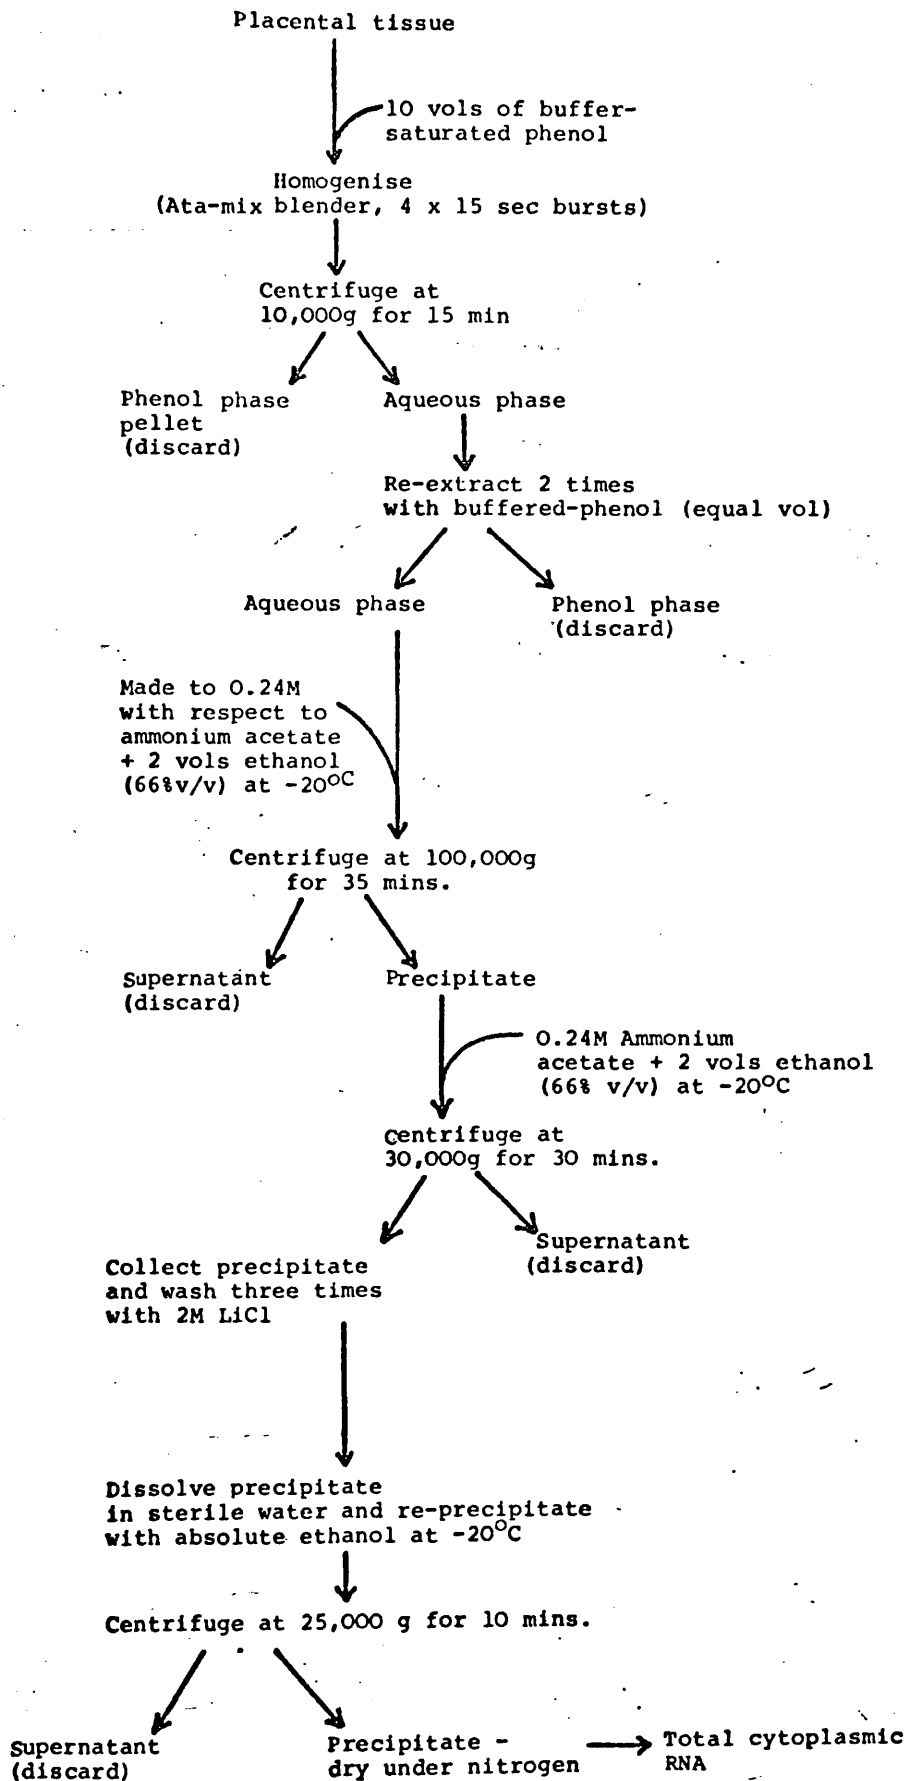 Placental tissue
10 vols of buffer-
saturated phenol
Homogenise
(Ata-mix blender, 4 x 15 sec bursts)
Centrifuge at
10,000g for 15 min
Phenol phase
pellet
(discard)
Aqueous phase
Re-extract 2 times
with buffered-phenol (equal vol)
Aqueous phase
Phenol phase
(discard)
Made to 0.24M
with respect to
ammonium acetate
+ 2 vols ethanol
(66%v/v) at -20°C
Centrifuge at 100,000g
for 35 mins.
Supernatant
(discard)
Precipitate
0.24M Ammonium
acetate + 2 vols ethanol
(66% v/v) at -20°C
Centrifuge at
30,000g for 30 mins.
Supernatant
(discard)
Collect precipitate
and wash three times
with 2M LiCl
Dissolve precipitate
in sterile water and re-precipitate
with absolute ethanol at -20°C
Centrifuge at 25,000 g for 10 mins.
Supernatant
(discard)
Precipitate -
dry under nitrogen
Total cytoplasmic
RNA